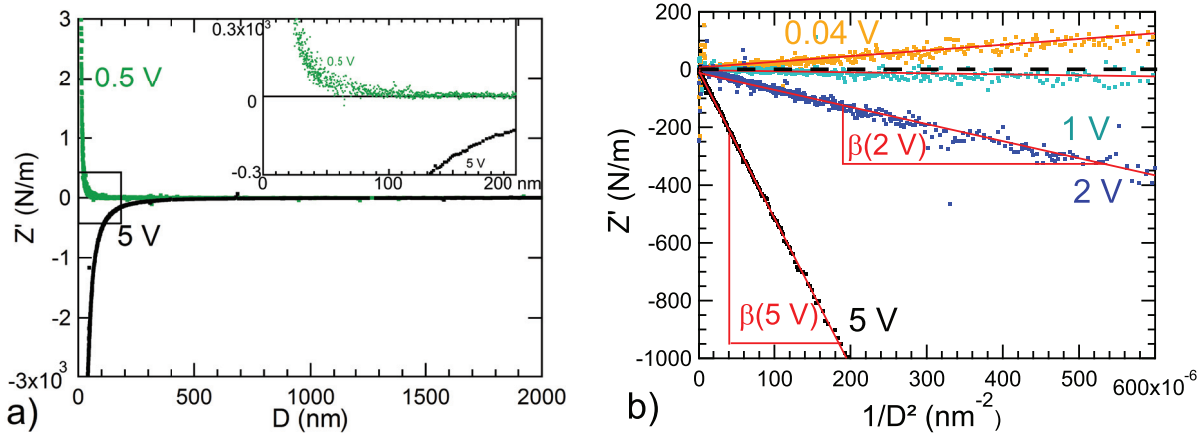 3
2
1
0
-1
-2
-3x10³
Z' (N/m)
0.5 V
5 V
0.3x10³
0
-0.3
0.5 V
5 V
0
100
200 nm
0
500
1000
1500
2000
D (nm)
a)
200
0
-200
-400
-600
-800
-1000
Z' (N/m)
0.04 V
1 V
2 V
5 V
β(2 V)
β(5 V)
0
100
200
300
400
500
600x10⁻⁶
1/D² (nm⁻²)
b)